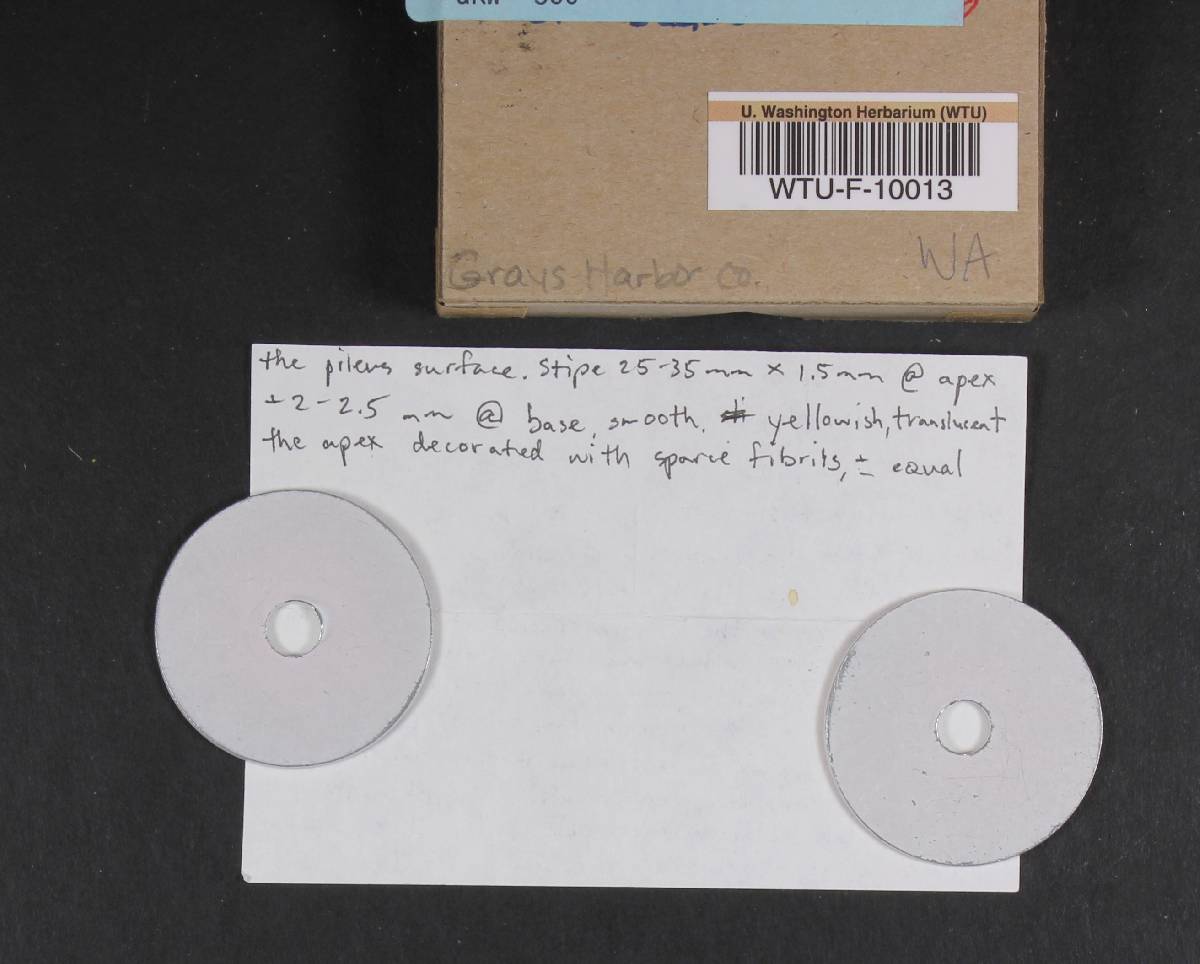 U. Washington Herbarium (WTU)
WTU-F-10013
WA
Grays Harbor Co.
the pileus surface. Stipe 25-35 mm × 1.5 mm @ apex
± 2-2.5 mm @ base, smooth, yellowish, translucent
the apex decorated with sparce fibrils, ± equal